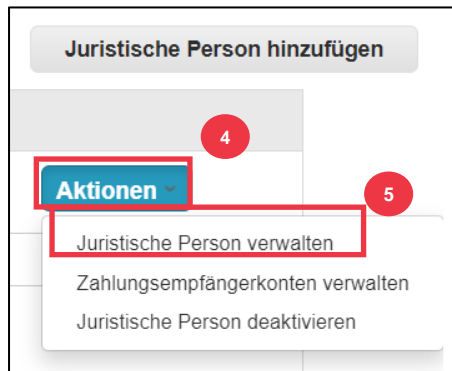 Juristische Person hinzufügen
4
Aktionen
5
Juristische Person verwalten
Zahlungsempfängerkonten verwalten
Juristische Person deaktivieren